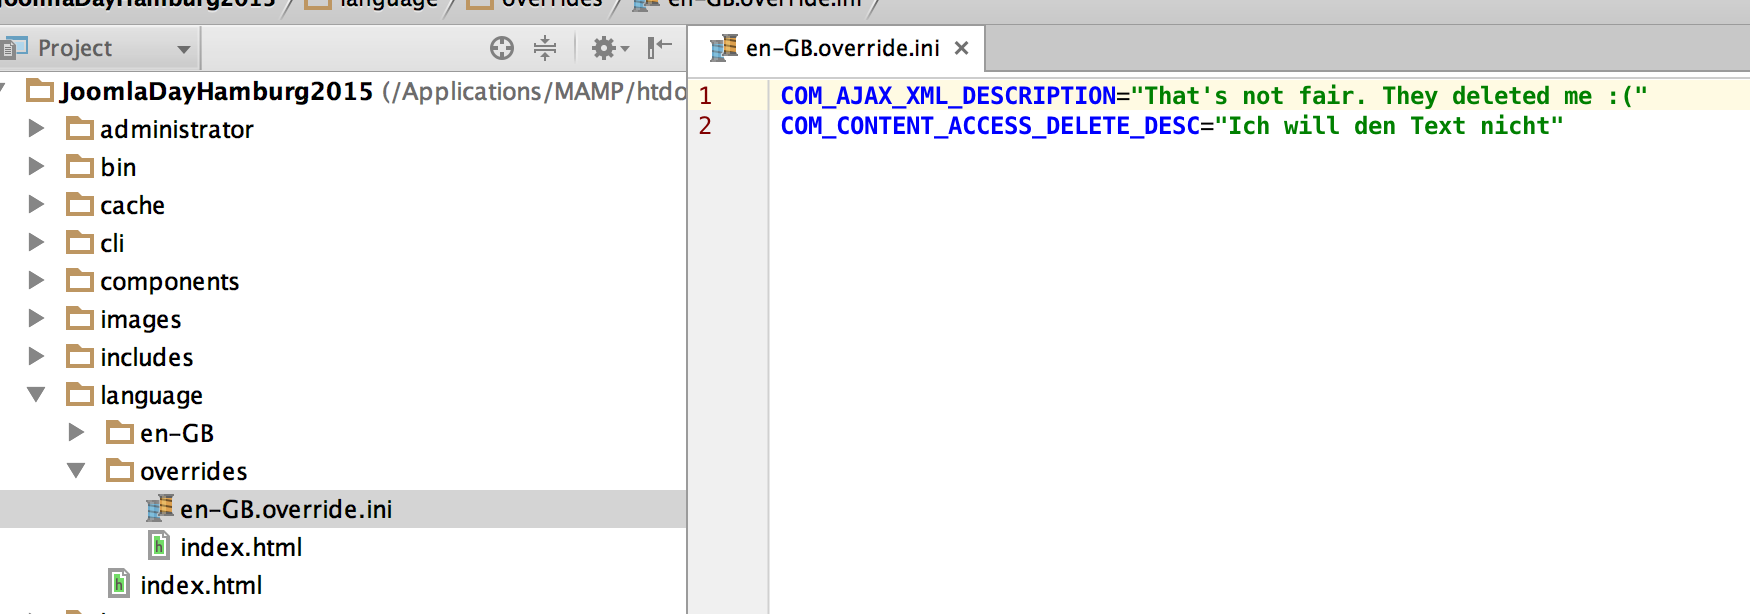 JoomlaDayHamburg2015 language overrides en-GB.override.ini
Project
en-GB.override.ini
JoomlaDayHamburg2015 (/Applications/MAMP/htdo
administrator
bin
cache
cli
components
images
includes
language
en-GB
overrides
en-GB.override.ini
index.html
index.html
1 COM_AJAX_XML_DESCRIPTION="That's not fair. They deleted me :("
2 COM_CONTENT_ACCESS_DELETE_DESC="Ich will den Text nicht"